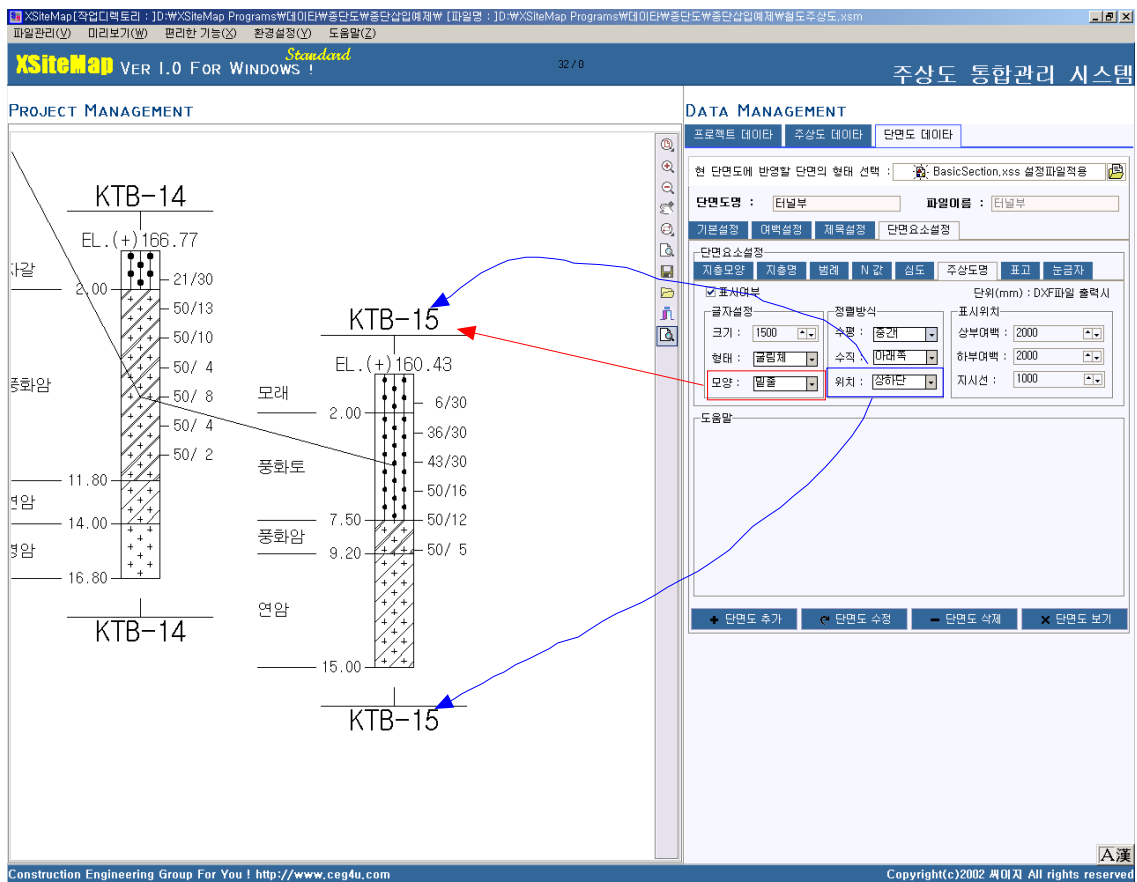 XSiteMap[작업디렉토리 : ]D:₩XSiteMap Programs₩데이타₩종단도₩종단삽입예제₩ [파일명 : ]D:₩XSiteMap Programs₩데이타₩종단도₩종단삽입예제₩철도주상도.xsm
파일관리(V) 미리보기(W) 편리한 기능(X) 환경설정(Y) 도움말(Z)
XSiteMap VER 1.0 FOR WINDOWS !
Standard
32 / 0
주상도 통합관리 시스템
PROJECT MANAGEMENT
KTB-14
EL.(+)166.77
사갈
2.00
21/30
50/13
50/10
50/ 4
풍화암
50/ 8
50/ 4
50/ 2
11.80
연암
14.00
16.80
KTB-14
KTB-15
EL.(+)160.43
모래
6/30
2.00
36/30
43/30
풍화토
50/16
7.50
50/12
풍화암
9.20
50/ 5
연암
15.00
KTB-15
DATA MANAGEMENT
프로젝트 데이타 주상도 데이타 단면도 데이타
현 단면도에 반영할 단면의 형태 선택 : BasicSection.xss 설정파일적용
단면도명 : 터널부 파일이름 : 터널부
기본설정 여백설정 제목설정 단면요소설정
단면요소설정
지층모양 지층명 범례 N 값 심도 주상도명 표고 눈금자
표시여부 단위(mm) : DXF파일 출력시
글자설정 정렬방식 표시위치
크기 : 1500 수평 : 중간 상부여백 : 2000
형태 : 굴림체 수직 : 아래쪽 하부여백 : 2000
모양 : 밑줄 위치 : 상하단 지시선 : 1000
도움말
단면도 추가 단면도 수정 단면도 삭제 단면도 보기
A漢
Construction Engineering Group For You ! http://www.ceg4u.com
Copyright(c)2002 씨이지 All rights reserved